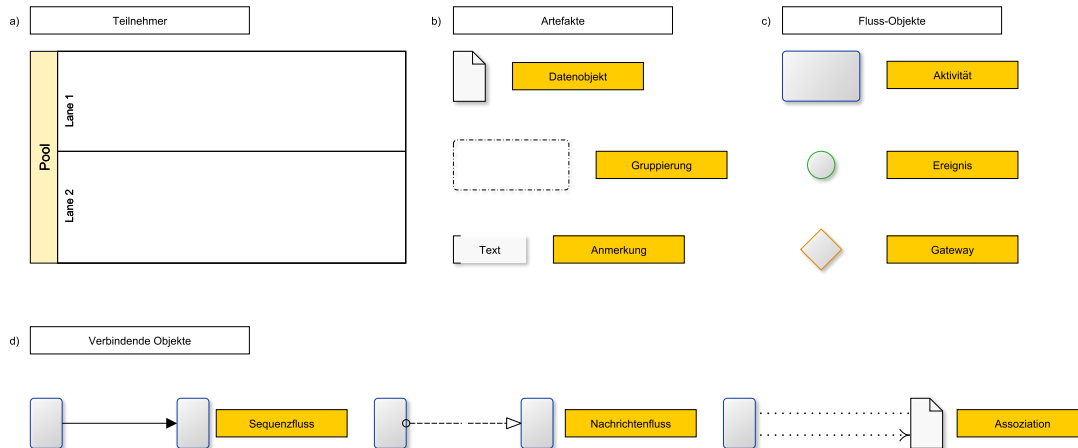 a)
Teilnehmer
Pool
Lane 1
Lane 2
b)
Artefakte
Datenobjekt
Gruppierung
Text
Anmerkung
c)
Fluss-Objekte
Aktivität
Ereignis
Gateway
d)
Verbindende Objekte
Sequenzfluss
Nachrichtenfluss
Assoziation